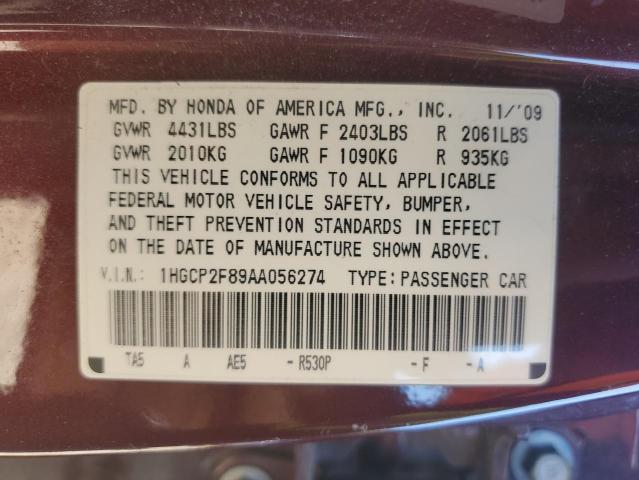 MFD. BY HONDA OF AMERICA MFG., INC. 11/'09
GVWR 4431LBS GAWR F 2403LBS R 2061LBS
GVWR 2010KG GAWR F 1090KG R 935KG
THIS VEHICLE CONFORMS TO ALL APPLICABLE
FEDERAL MOTOR VEHICLE SAFETY, BUMPER,
AND THEFT PREVENTION STANDARDS IN EFFECT
ON THE DATE OF MANUFACTURE SHOWN ABOVE.
V.I.N.: 1HGCP2F89AA056274 TYPE: PASSENGER CAR
TA5 A AE5 -R530P -F -A